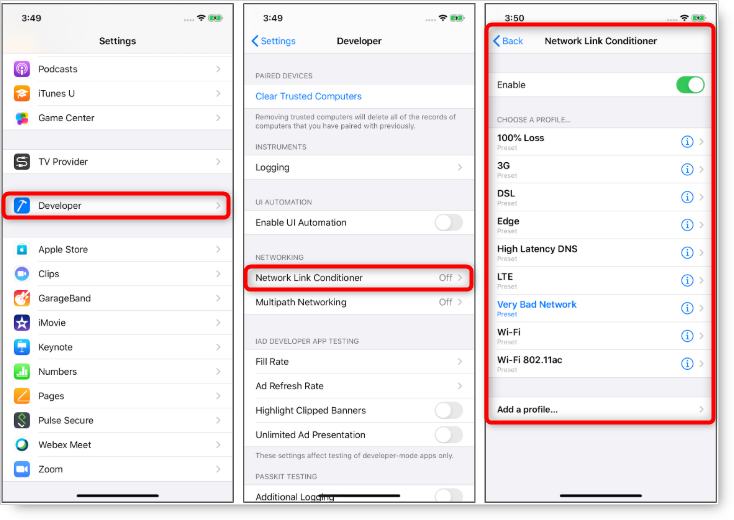 3:49
Settings
Podcasts
iTunes U
Game Center
TV Provider
Developer
Apple Store
Clips
GarageBand
iMovie
Keynote
Numbers
Pages
Pulse Secure
Webex Meet
Zoom
3:49
Settings
Developer
PAIRED DEVICES
Clear Trusted Computers
Removing trusted computers will delete all of the records of
computers that you have paired with previously.
INSTRUMENTS
Logging
UI AUTOMATION
Enable UI Automation
NETWORKING
Network Link Conditioner Off
Multipath Networking Off
IAD DEVELOPER APP TESTING
Fill Rate
Ad Refresh Rate
Highlight Clipped Banners
Unlimited Ad Presentation
These settings affect testing of developer-mode apps only.
PASSKIT TESTING
Additional Logging
3:50
Back
Network Link Conditioner
Enable
CHOOSE A PROFILE...
100% Loss
Preset
3G
Preset
DSL
Preset
Edge
Preset
High Latency DNS
Preset
LTE
Preset
Very Bad Network
Preset
Wi-Fi
Preset
Wi-Fi 802.11ac
Preset
Add a profile...